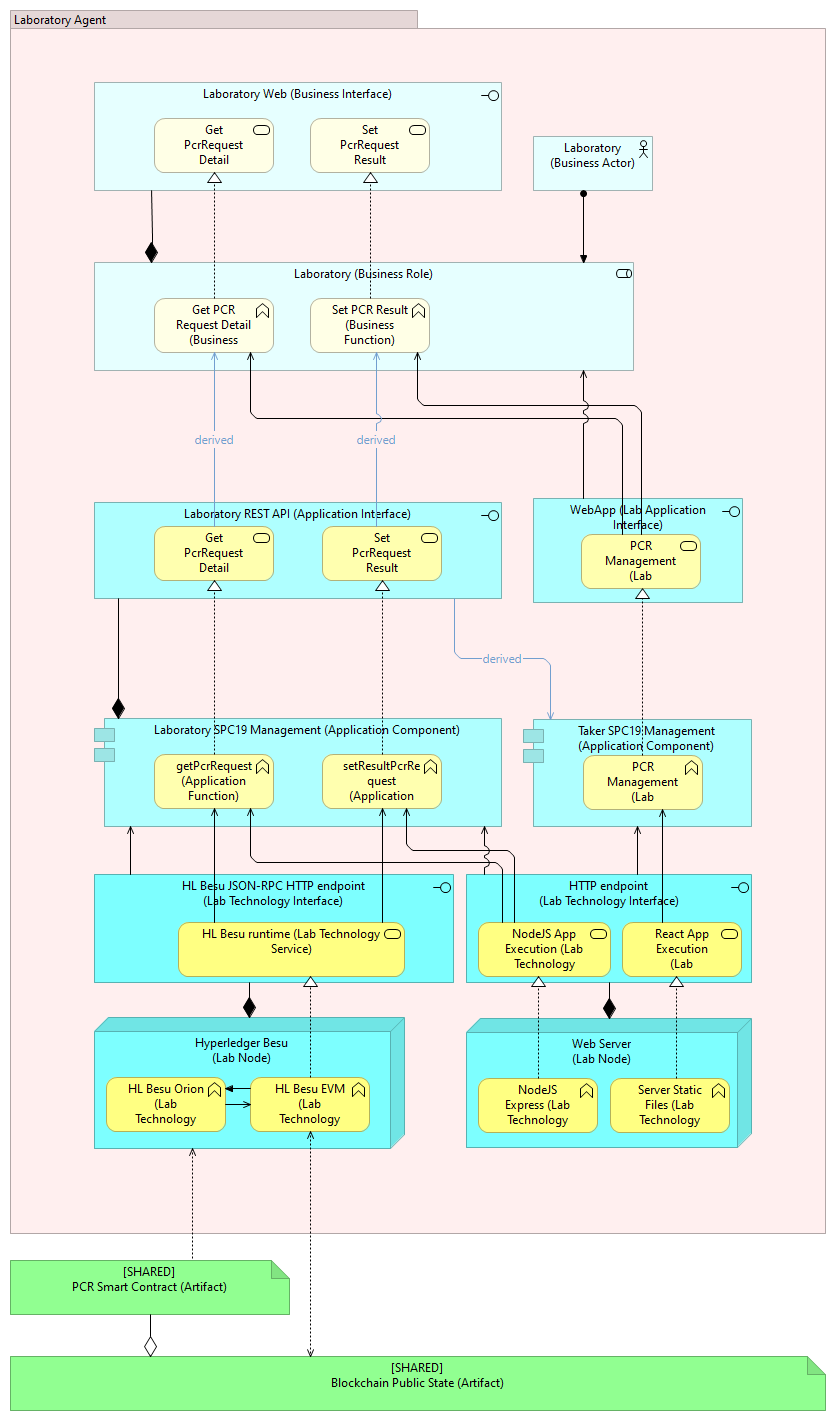 Laboratory Agent
Laboratory Web (Business Interface)
Get
PcrRequest
Detail
Set
PcrRequest
Result
Laboratory
(Business Actor)
Laboratory (Business Role)
Get PCR
Request Detail
(Business
Set PCR Result
(Business
Function)
derived
derived
Laboratory REST API (Application Interface)
Get
PcrRequest
Detail
Set
PcrRequest
Result
WebApp (Lab Application
Interface)
PCR
Management
(Lab
derived
Laboratory SPC19 Management (Application Component)
getPcrRequest
(Application
Function)
setResultPcrRe
quest
(Application
Taker SPC19 Management
(Application Component)
PCR
Management
(Lab
HL Besu JSON-RPC HTTP endpoint
(Lab Technology Interface)
HL Besu runtime (Lab Technology
Service)
HTTP endpoint
(Lab Technology Interface)
NodeJS App
Execution (Lab
Technology
React App
Execution
(Lab
Hyperledger Besu
(Lab Node)
HL Besu Orion
(Lab
Technology
HL Besu EVM
(Lab
Technology
Web Server
(Lab Node)
NodeJS
Express (Lab
Technology
Server Static
Files (Lab
Technology
[SHARED]
PCR Smart Contract (Artifact)
[SHARED]
Blockchain Public State (Artifact)